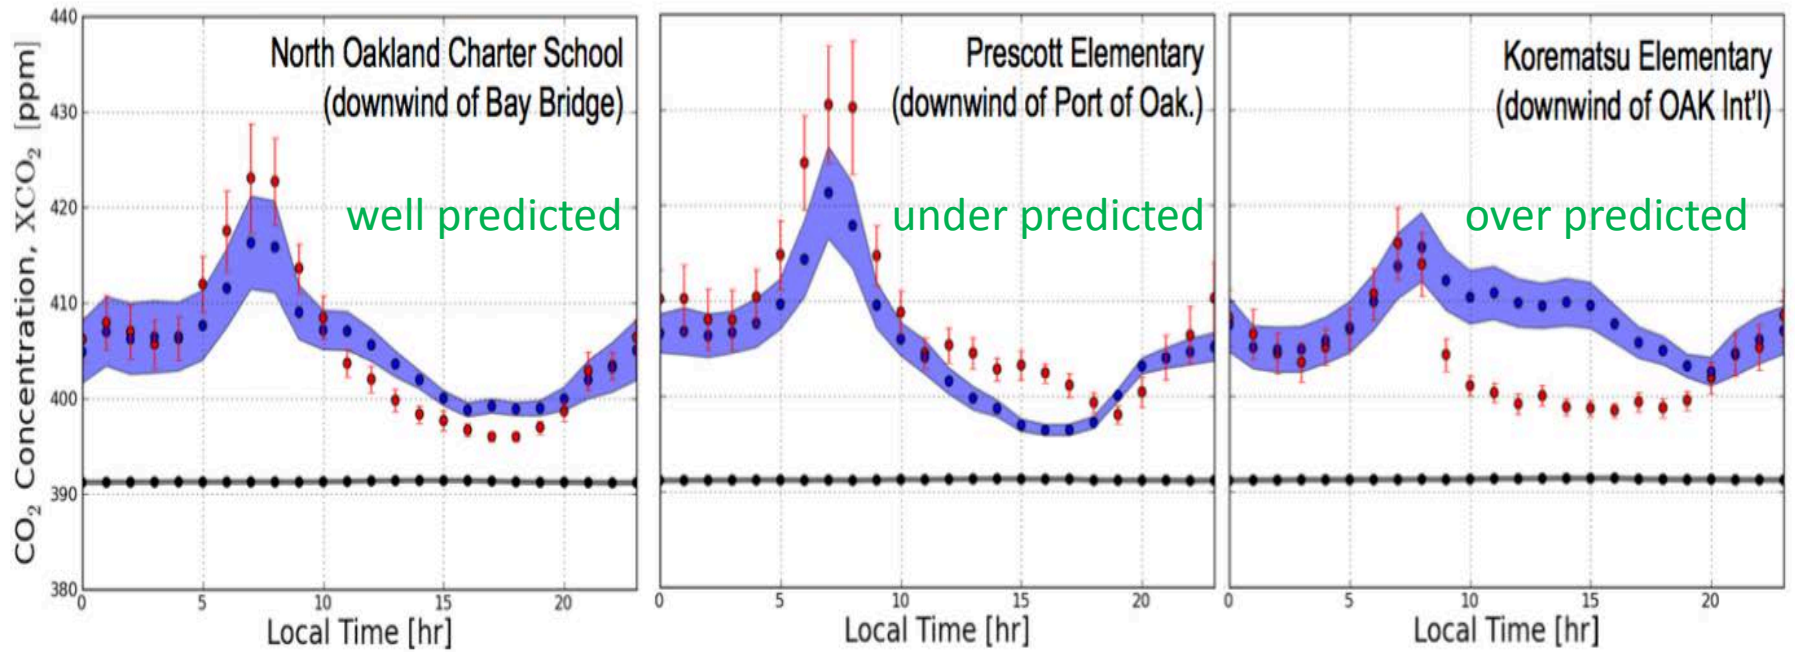 CO₂ Concentration, XCO₂ [ppm]
440
430
420
410
400
390
380
North Oakland Charter School
(downwind of Bay Bridge)
well predicted
0 5 10 15 20
Local Time [hr]
Prescott Elementary
(downwind of Port of Oak.)
under predicted
0 5 10 15 20
Local Time [hr]
Korematsu Elementary
(downwind of OAK Int'l)
over predicted
0 5 10 15 20
Local Time [hr]